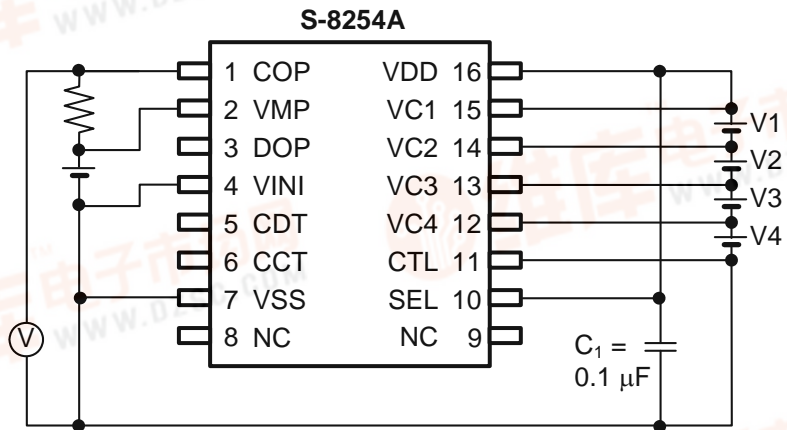 S-8254A
1 COP VDD 16
2 VMP VC1 15
3 DOP VC2 14
4 VINI VC3 13
5 CDT VC4 12
6 CCT CTL 11
7 VSS SEL 10
8 NC NC 9
V1
V2
V3
V4
V
C₁ =
0.1 μF